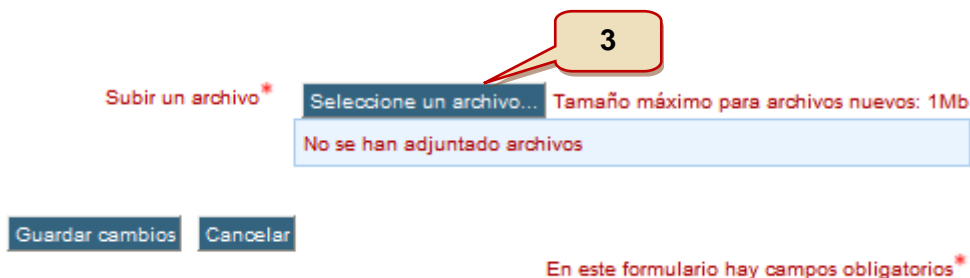 3
Subir un archivo* Seleccione un archivo... Tamaño máximo para archivos nuevos: 1Mb
No se han adjuntado archivos
Guardar cambios Cancelar
En este formulario hay campos obligatorios*